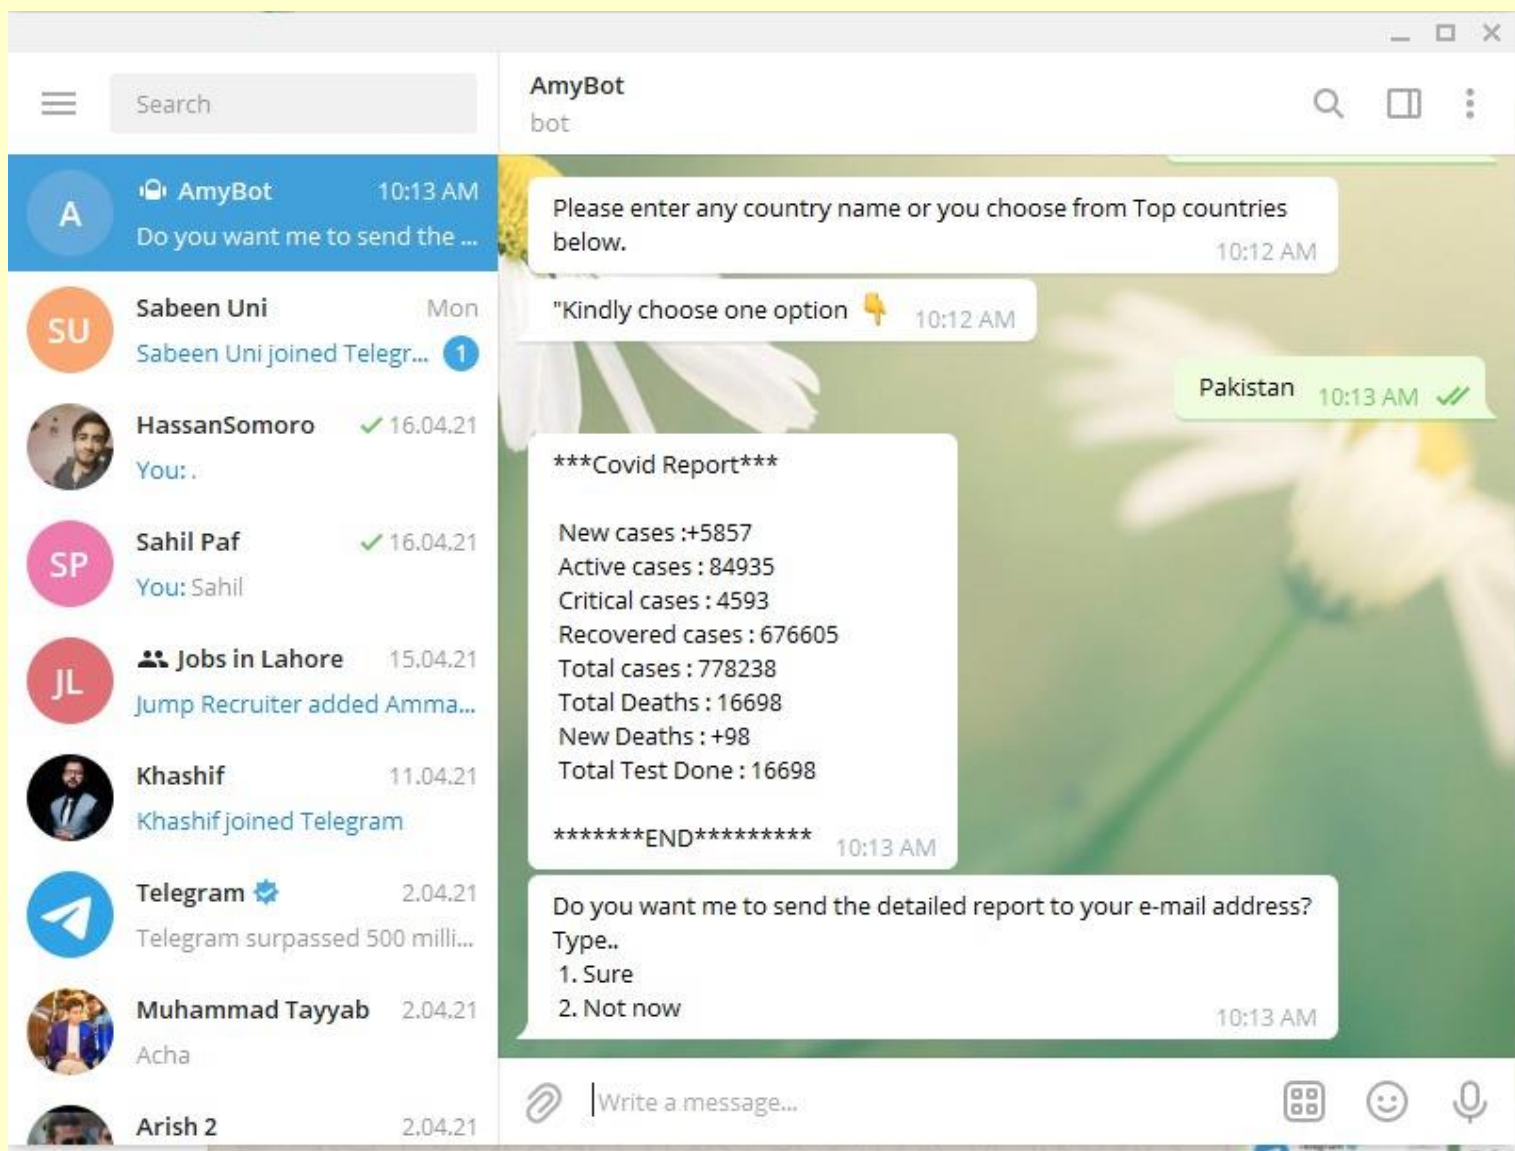 Search
A
AmyBot
10:13 AM
Do you want me to send the ...
SU
Sabeen Uni
Mon
Sabeen Uni joined Telegr...
1
HassanSomoro
16.04.21
You: .
SP
Sahil Paf
16.04.21
You: Sahil
JL
Jobs in Lahore
15.04.21
Jump Recruiter added Amma...
Khashif
11.04.21
Khashif joined Telegram
Telegram
2.04.21
Telegram surpassed 500 milli...
Muhammad Tayyab
2.04.21
Acha
Arish 2
2.04.21
AmyBot
bot
Please enter any country name or you choose from Top countries
below.
10:12 AM
"Kindly choose one option 👇
10:12 AM
Pakistan
10:13 AM
***Covid Report***
New cases :+5857
Active cases : 84935
Critical cases : 4593
Recovered cases : 676605
Total cases : 778238
Total Deaths : 16698
New Deaths : +98
Total Test Done : 16698
*******END*********
10:13 AM
Do you want me to send the detailed report to your e-mail address?
Type..
1. Sure
2. Not now
10:13 AM
Write a message...